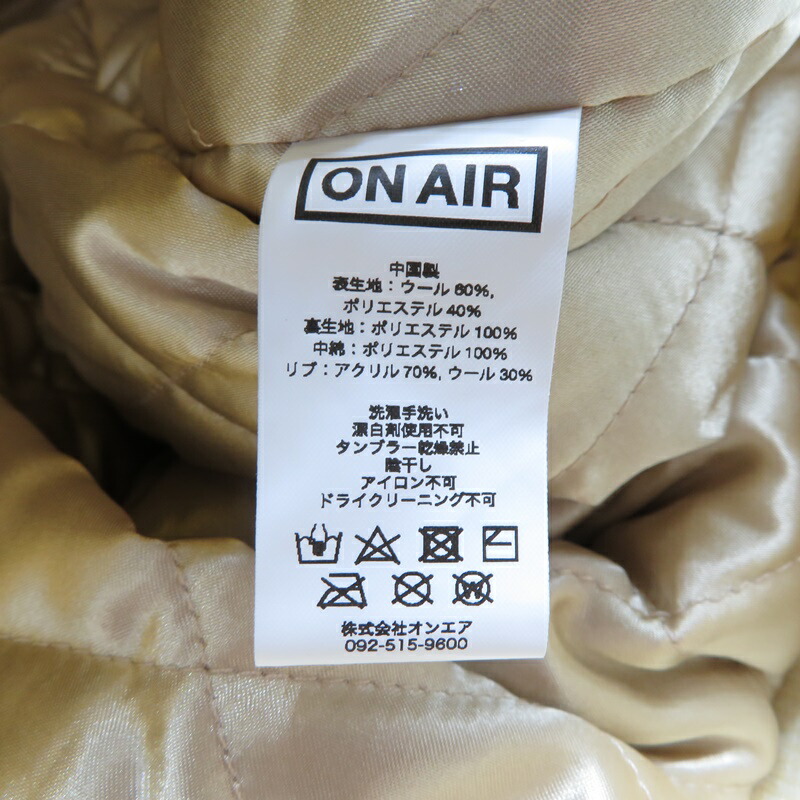 ON AIR
中国製
表生地：ウール 60%,
ポリエステル 40%
裏生地：ポリエステル 100%
中綿：ポリエステル 100%
リブ：アクリル 70%, ウール 30%
洗濯手洗い
漂白剤使用不可
タンブラー乾燥禁止
陰干し
アイロン不可
ドライクリーニング不可
W
株式会社オンエア
092-515-9600